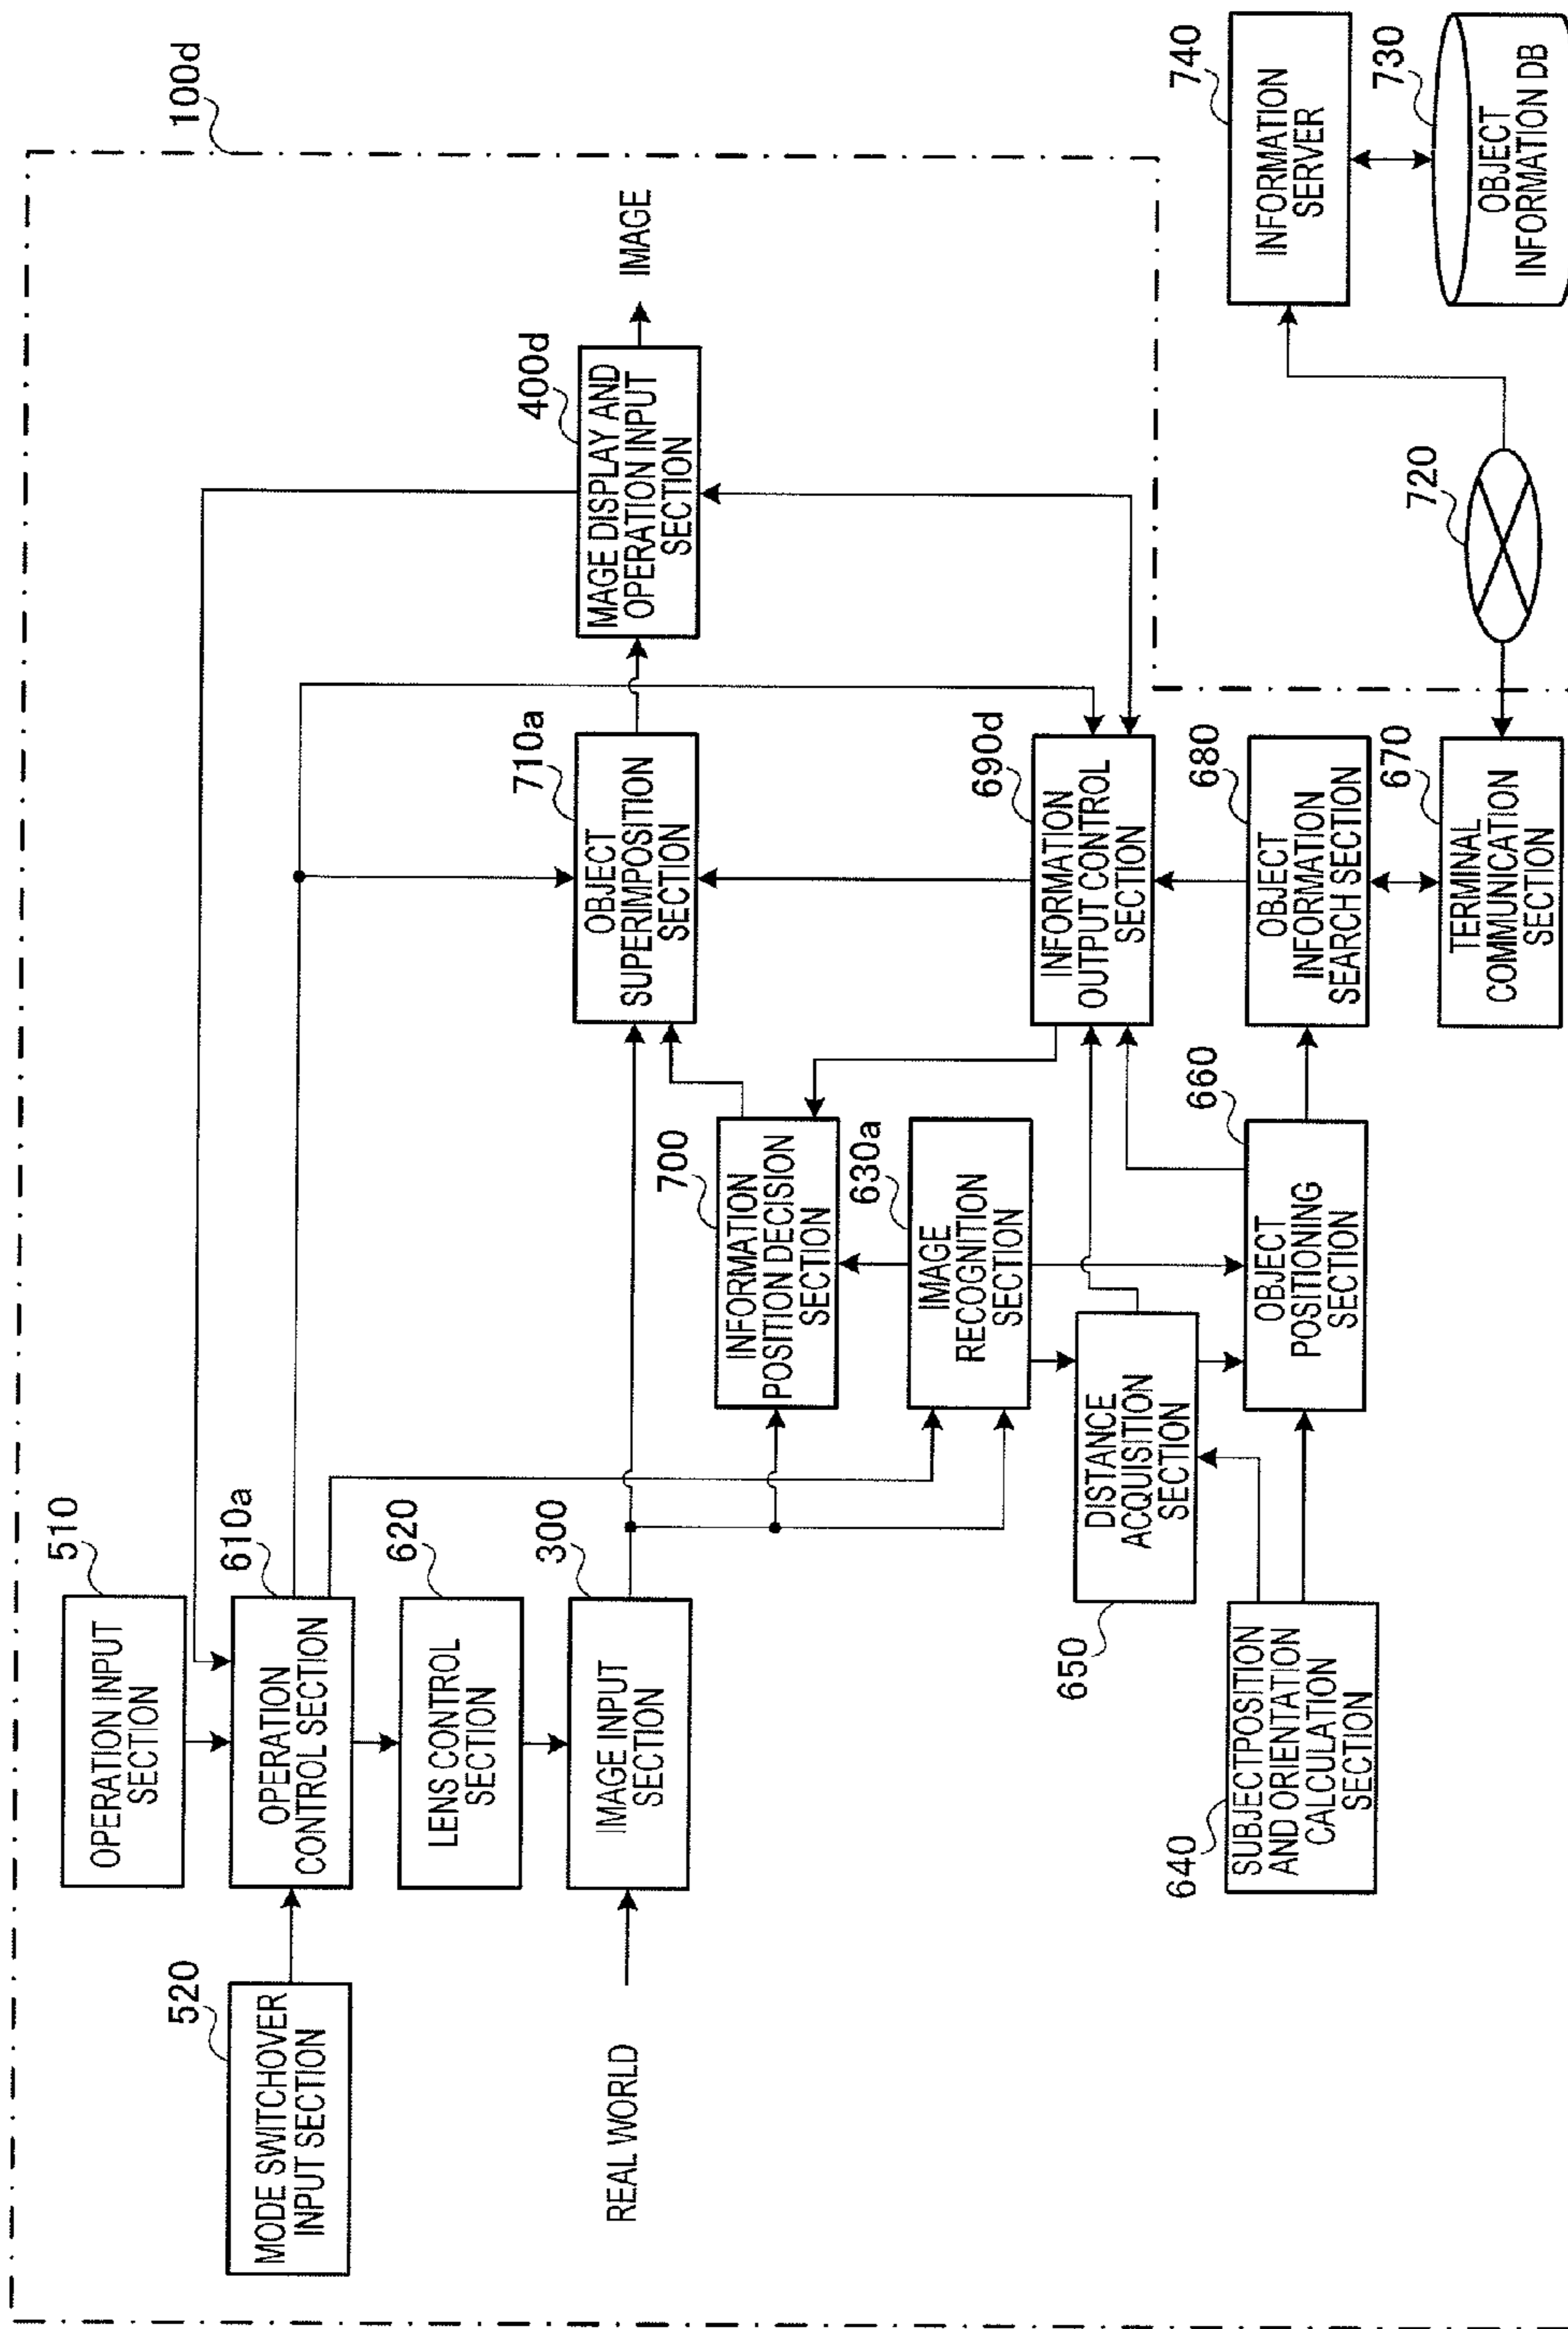 100d
510
OPERATION INPUT
SECTION
520
MODE SWITCHOVER
INPUT SECTION
610a
OPERATION
CONTROL SECTION
620
LENS CONTROL
SECTION
REAL WORLD
300
IMAGE INPUT
SECTION
710a
OBJECT
SUPERIMPOSITION
SECTION
400d
MAGE DISPLAY AND
OPERATION INPUT
SECTION
IMAGE
700
INFORMATION
POSITION DECISION
SECTION
630a
IMAGE
RECOGNITION
SECTION
690d
INFORMATION
OUTPUT CONTROL
SECTION
650
DISTANCE
ACQUISITION
SECTION
640
SUBJECTPOSITION
AND ORIENTATION
CALCULATION
SECTION
660
OBJECT
POSITIONING
SECTION
680
OBJECT
INFORMATION
SEARCH SECTION
670
TERMINAL
COMMUNICATION
SECTION
720
740
INFORMATION
SERVER
730
OBJECT
INFORMATION DB